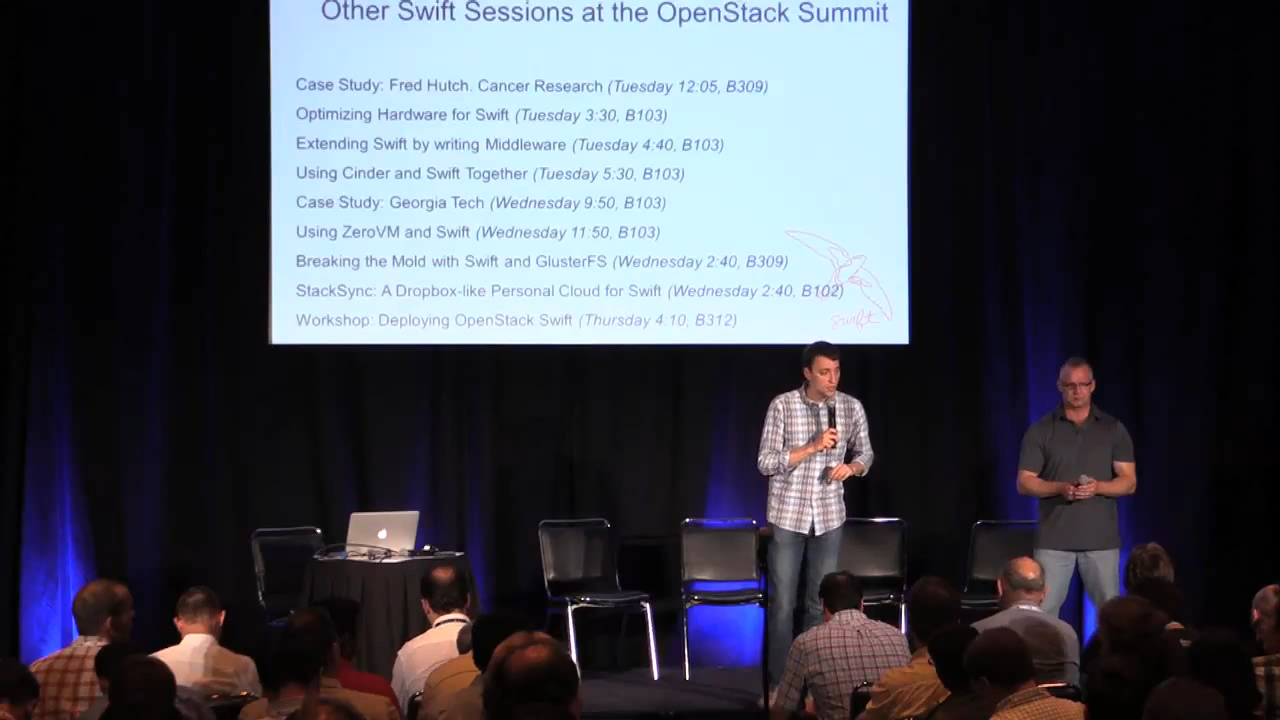 Other Swift Sessions at the OpenStack Summit
Case Study: Fred Hutch. Cancer Research (Tuesday 12:05, B309)
Optimizing Hardware for Swift (Tuesday 3:30, B103)
Extending Swift by writing Middleware (Tuesday 4:40, B103)
Using Cinder and Swift Together (Tuesday 5:30, B103)
Case Study: Georgia Tech (Wednesday 9:50, B103)
Using ZeroVM and Swift (Wednesday 11:50, B103)
Breaking the Mold with Swift and GlusterFS (Wednesday 2:40, B309)
StackSync: A Dropbox-like Personal Cloud for Swift (Wednesday 2:40, B102)
Workshop: Deploying OpenStack Swift (Thursday 4:10, B312)
swift